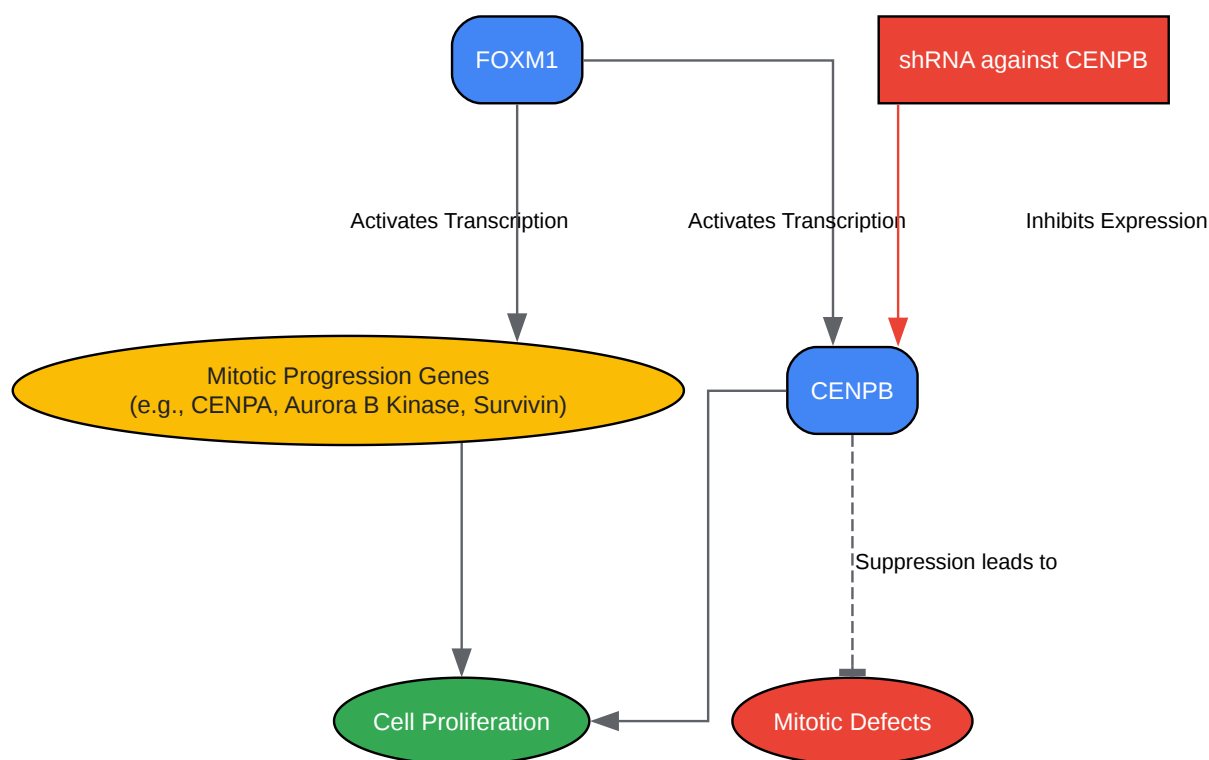 FOXM1
shRNA against CENPB
Activates Transcription
Activates Transcription
Inhibits Expression
Mitotic Progression Genes
(e.g., CENPA, Aurora B Kinase, Survivin)
CENPB
Suppression leads to
Cell Proliferation
Mitotic Defects